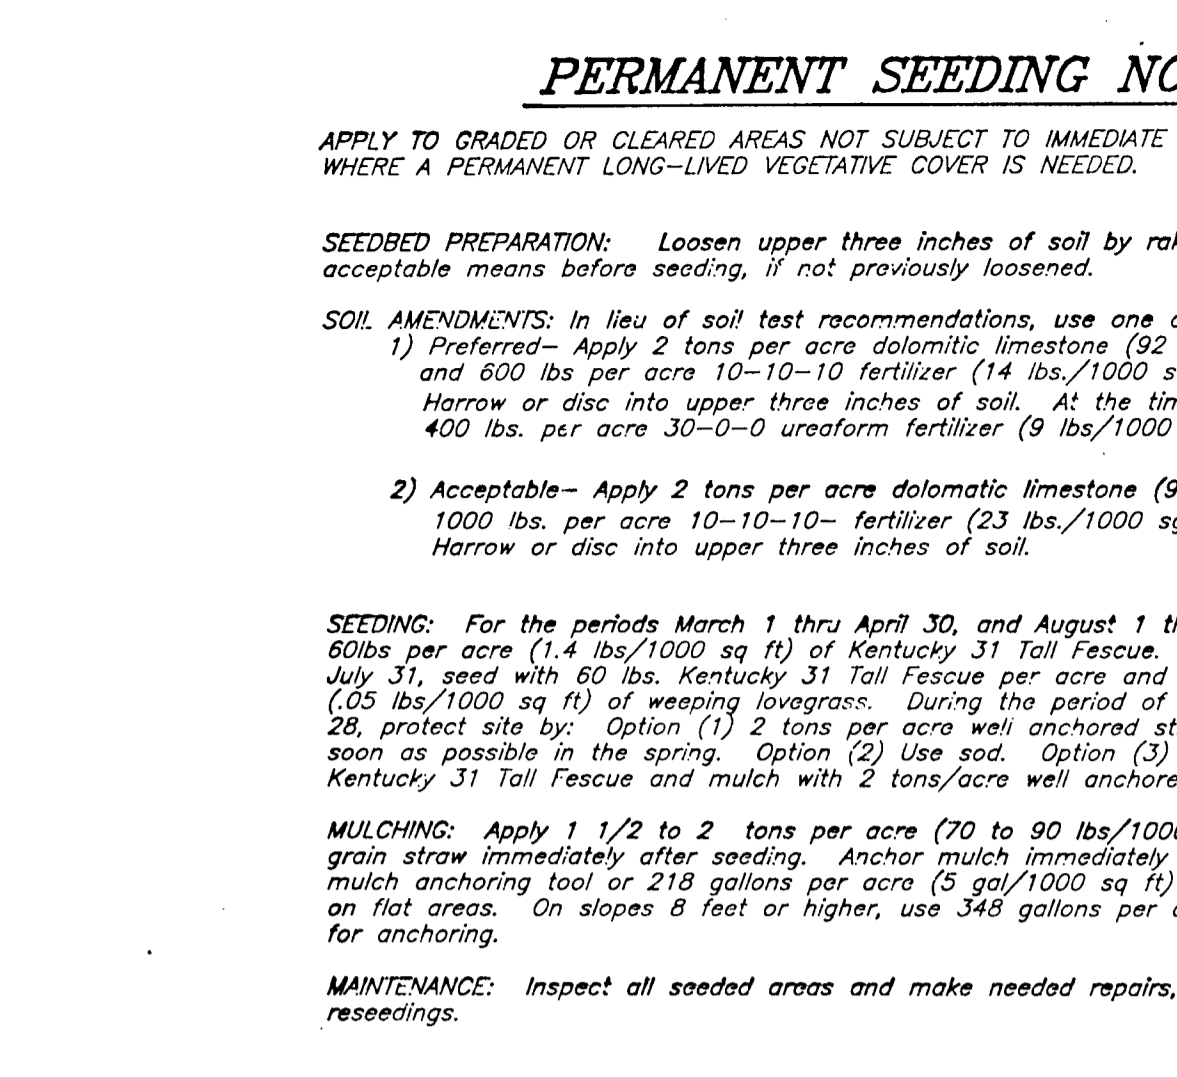 PERMANENT SEEDING NO
APPLY TO GRADED OR CLEARED AREAS NOT SUBJECT TO IMMEDIATE
WHERE A PERMANENT LONG-LIVED VEGETATIVE COVER IS NEEDED.
SEEDBED PREPARATION: Loosen upper three inches of soil by rak
acceptable means before seeding, if not previously loosened.
SOIL AMENDMENTS: In lieu of soil test recommendations, use one o
1) Preferred- Apply 2 tons per acre dolomitic limestone (92
and 600 lbs per acre 10-10-10 fertilizer (14 lbs./1000 s
Harrow or disc into upper three inches of soil. At the tim
400 lbs. per acre 30-0-0 ureaform fertilizer (9 lbs/1000
2) Acceptable- Apply 2 tons per acre dolomatic limestone (9
1000 lbs. per acre 10-10-10- fertilizer (23 lbs./1000 sq
Harrow or disc into upper three inches of soil.
SEEDING: For the periods March 1 thru April 30, and August 1 th
60lbs per acre (1.4 lbs/1000 sq ft) of Kentucky 31 Tall Fescue.
July 31, seed with 60 lbs. Kentucky 31 Tall Fescue per acre and
(.05 lbs/1000 sq ft) of weeping lovegrass. During the period of
28, protect site by: Option (1) 2 tons per acre well anchored st
soon as possible in the spring. Option (2) Use sod. Option (3)
Kentucky 31 Tall Fescue and mulch with 2 tons/acre well anchore
MULCHING: Apply 1 1/2 to 2 tons per acre (70 to 90 lbs/1000
grain straw immediately after seeding. Anchor mulch immediately
mulch anchoring tool or 218 gallons per acre (5 gal/1000 sq ft)
on flat areas. On slopes 8 feet or higher, use 348 gallons per a
for anchoring.
MAINTENANCE: Inspect all seeded areas and make needed repairs,
reseedings.